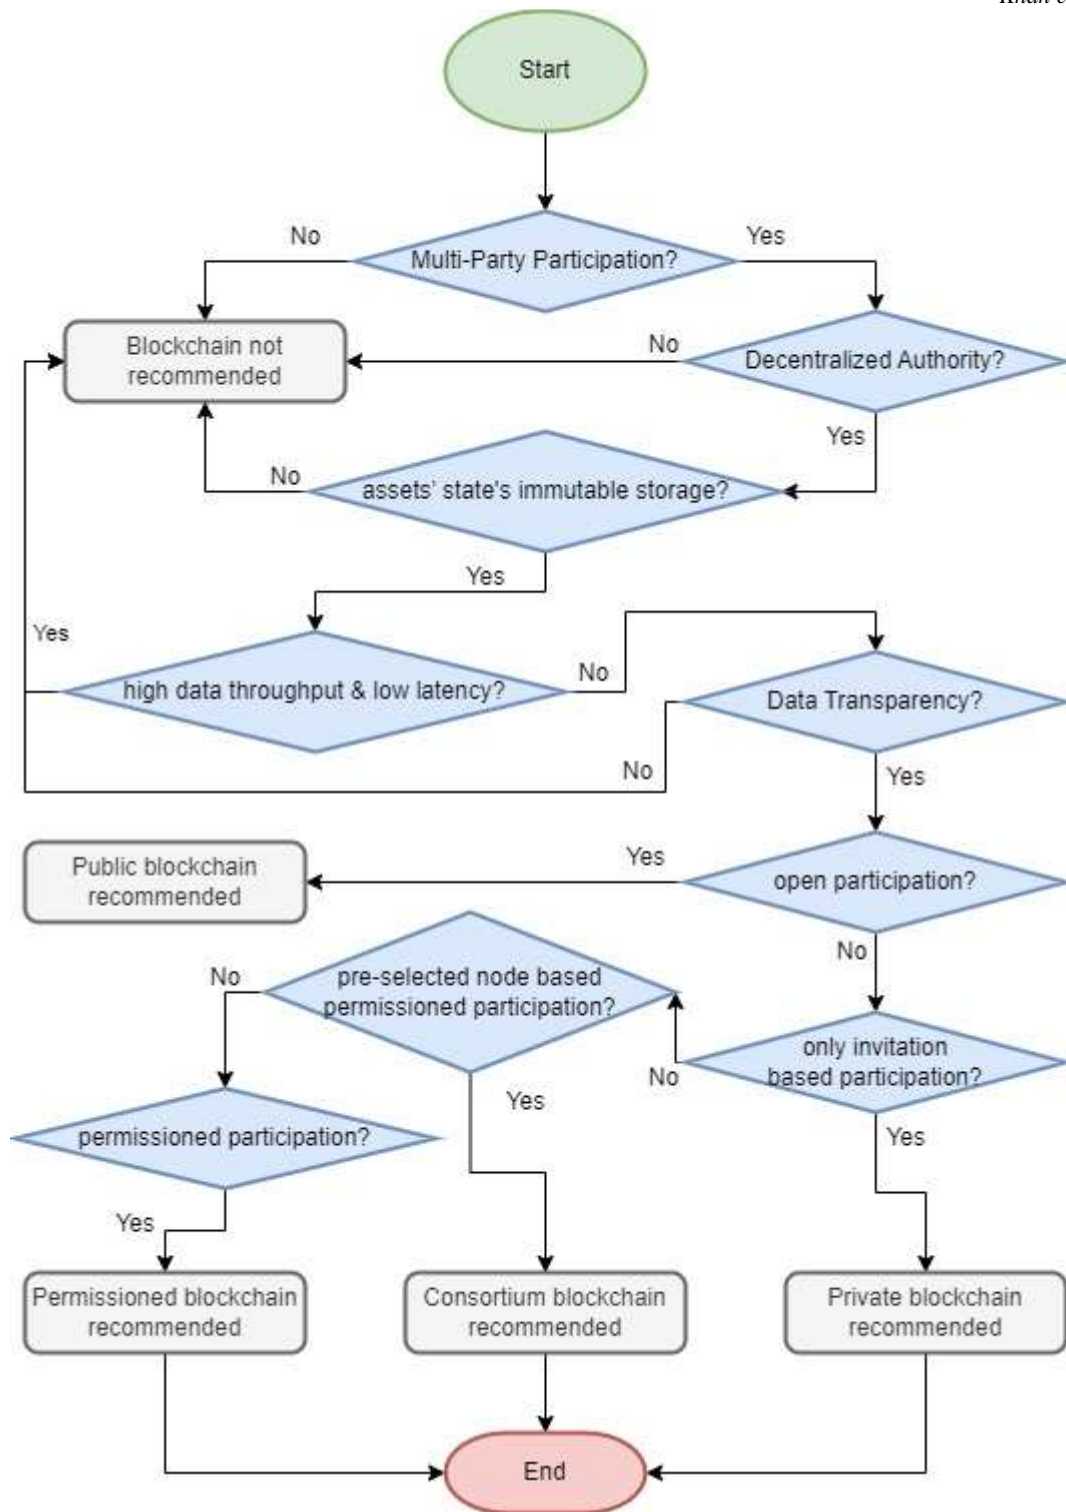 Start
No
Yes
Multi-Party Participation?
Blockchain not
recommended
No
Decentralized Authority?
Yes
No
assets' state's immutable storage?
Yes
Yes
No
high data throughput & low latency?
Data Transparency?
No
Yes
Public blockchain
recommended
Yes
open participation?
No
No
pre-selected node based
permissioned participation?
only invitation
based participation?
No
Yes
permissioned participation?
Yes
Yes
Permissioned blockchain
recommended
Consortium blockchain
recommended
Private blockchain
recommended
End